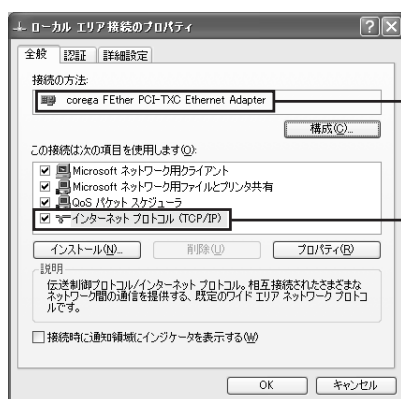 ローカル エリア接続のプロパティ
全般 認証 詳細設定
接続の方法:
corega FEther PCI-TXC Ethernet Adapter
構成(C)...
この接続は次の項目を使用します(O):
Microsoft ネットワーク用クライアント
Microsoft ネットワーク用ファイルとプリンタ共有
QoS パケット スケジューラ
インターネット プロトコル (TCP/IP)
インストール(N)... 削除(U) プロパティ(R)
説明
伝送制御プロトコル/インターネット プロトコル。相互接続されたさまざまな
ネットワーク間の通信を提供する、既定のワイド エリア ネットワーク プロトコ
ルです。
接続時に通知領域にインジケータを表示する(W)
OK キャンセル